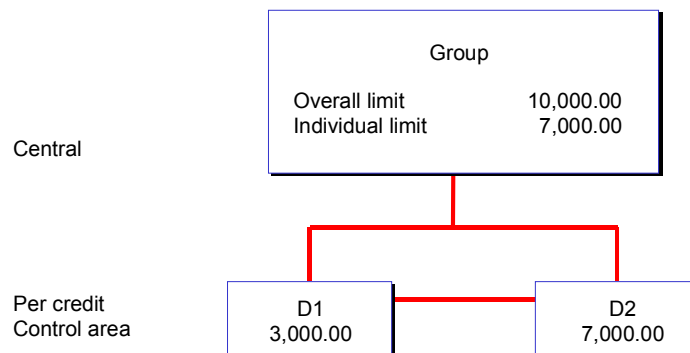 Group
Overall limit 10,000.00
Individual limit 7,000.00
Central
Per credit
Control area
D1
3,000.00
D2
7,000.00